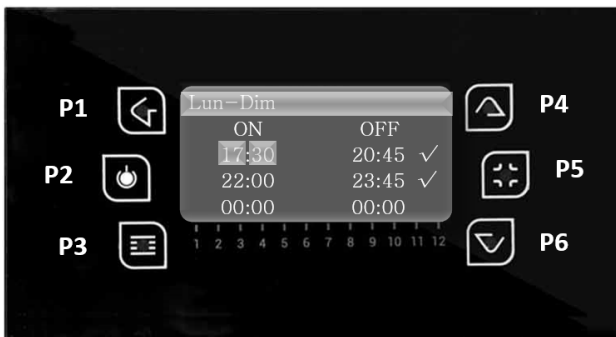 Lun-Dim
P1 P4
ON OFF
17:30 20:45 ✓
P2 P5
22:00 23:45 ✓
00:00 00:00
P3 P6
1 2 3 4 5 6 7 8 9 10 11 12